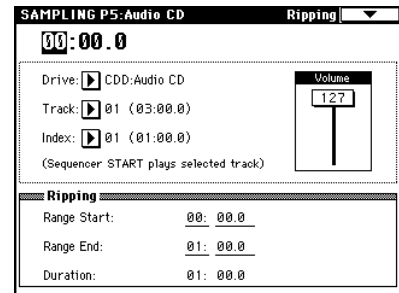 SAMPLING P5:Audio CD Ripping
00:00.0
Drive: CDD:Audio CD
Volume
127
Track: 01 (03:00.0)
Index: 01 (01:00.0)
(Sequencer START plays selected track)
Ripping
Range Start: 00: 00.0
Range End: 01: 00.0
Duration: 01: 00.0